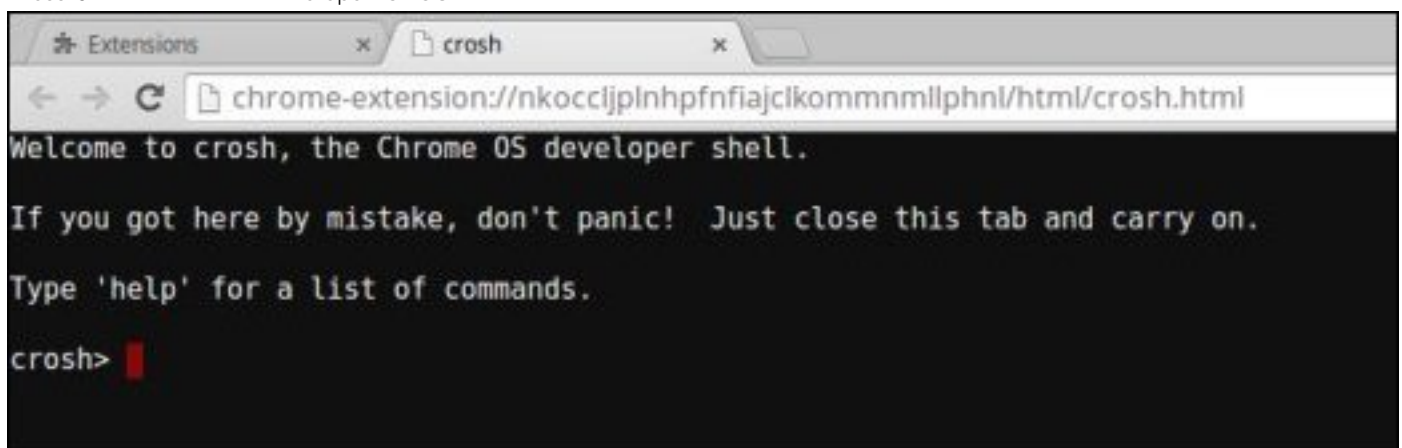 Extensions
crosh
chrome-extension://nkoccljplnhpfnfiajclkommnmllphnl/html/crosh.html
Welcome to crosh, the Chrome OS developer shell.
If you got here by mistake, don't panic! Just close this tab and carry on.
Type 'help' for a list of commands.
crosh>